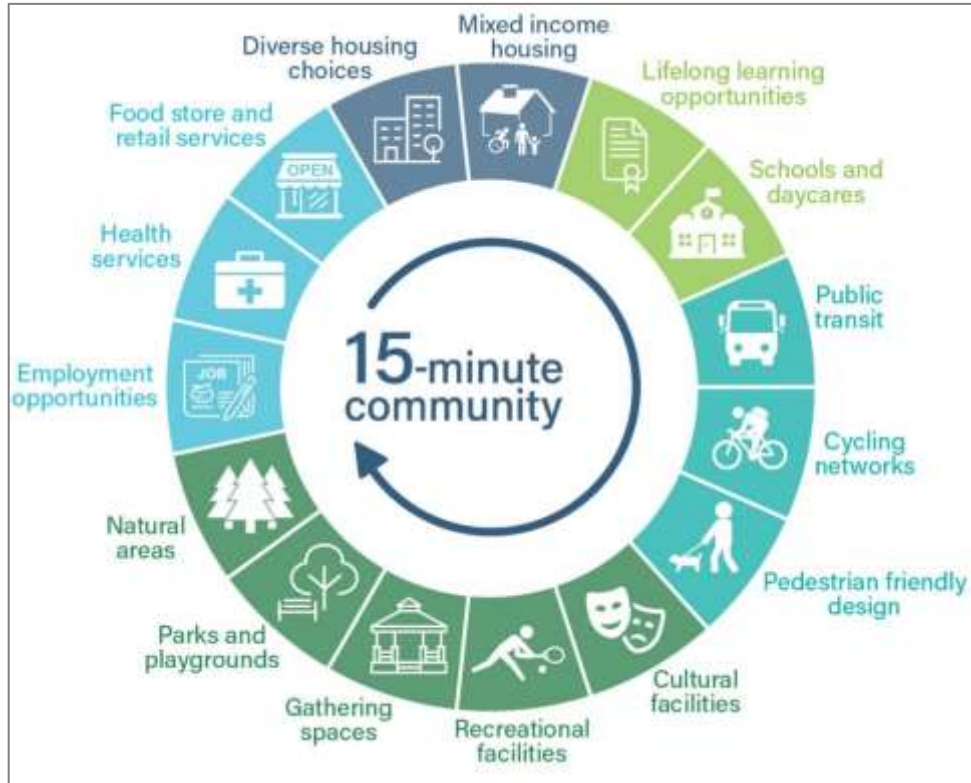 Mixed income
housing
Lifelong learning
opportunities
Schools and
daycares
Public
transit
Cycling
networks
Pedestrian friendly
design
Cultural
facilities
Recreational
facilities
Gathering
spaces
Parks and
playgrounds
Natural
areas
Employment
opportunities
JOB
Health
services
Food store and
retail services
OPEN
Diverse housing
choices
15-minute
community